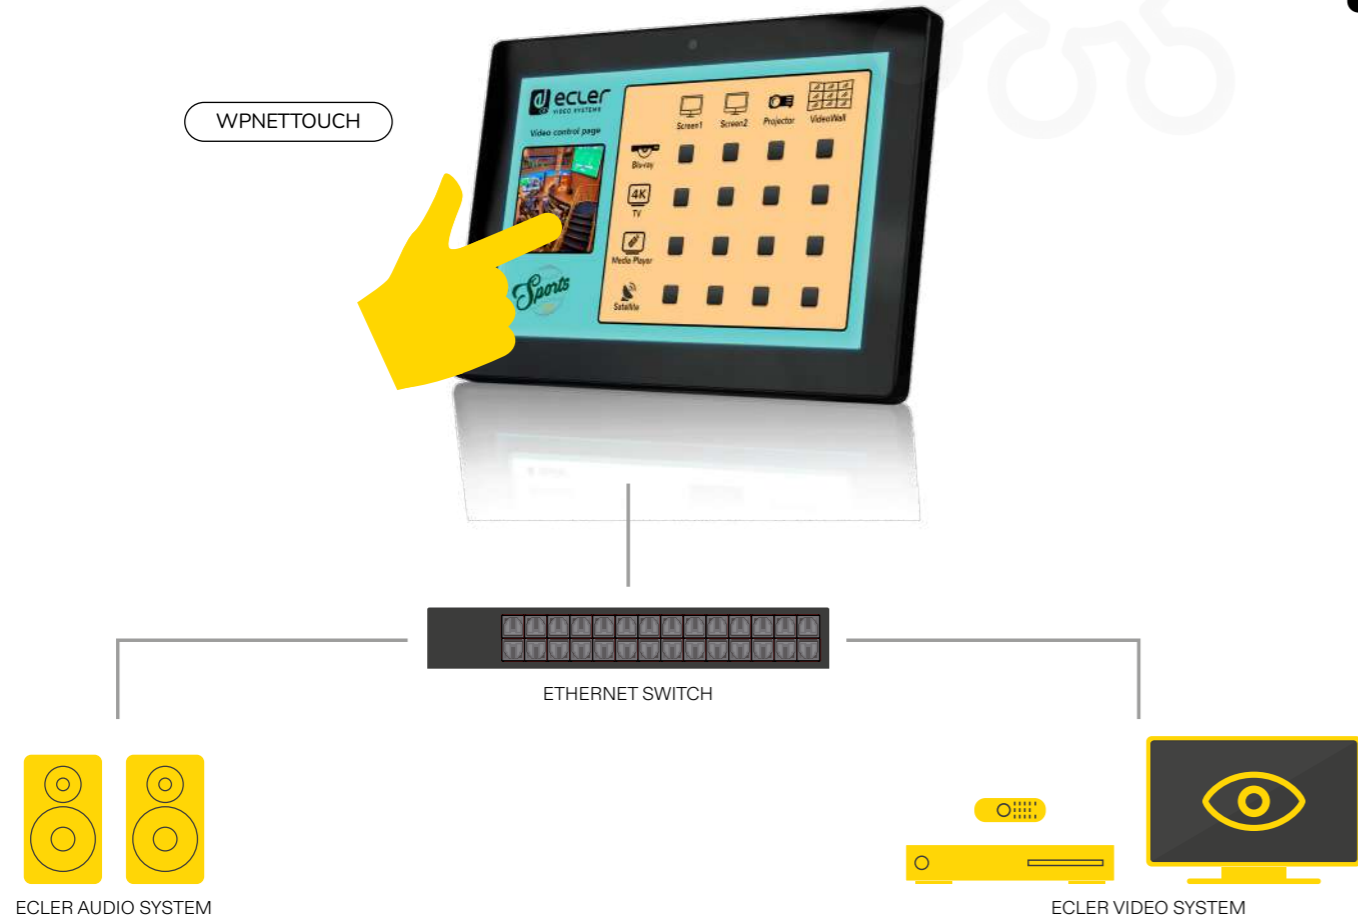 WPNETTOUCH
ecler
VIDEO SYSTEMS
Video control page
Screen1 Screen2 Projector VideoWall
Blu-ray
4K
TV
Media Player
Satellite
Sports
ETHERNET SWITCH
ECLER AUDIO SYSTEM
ECLER VIDEO SYSTEM